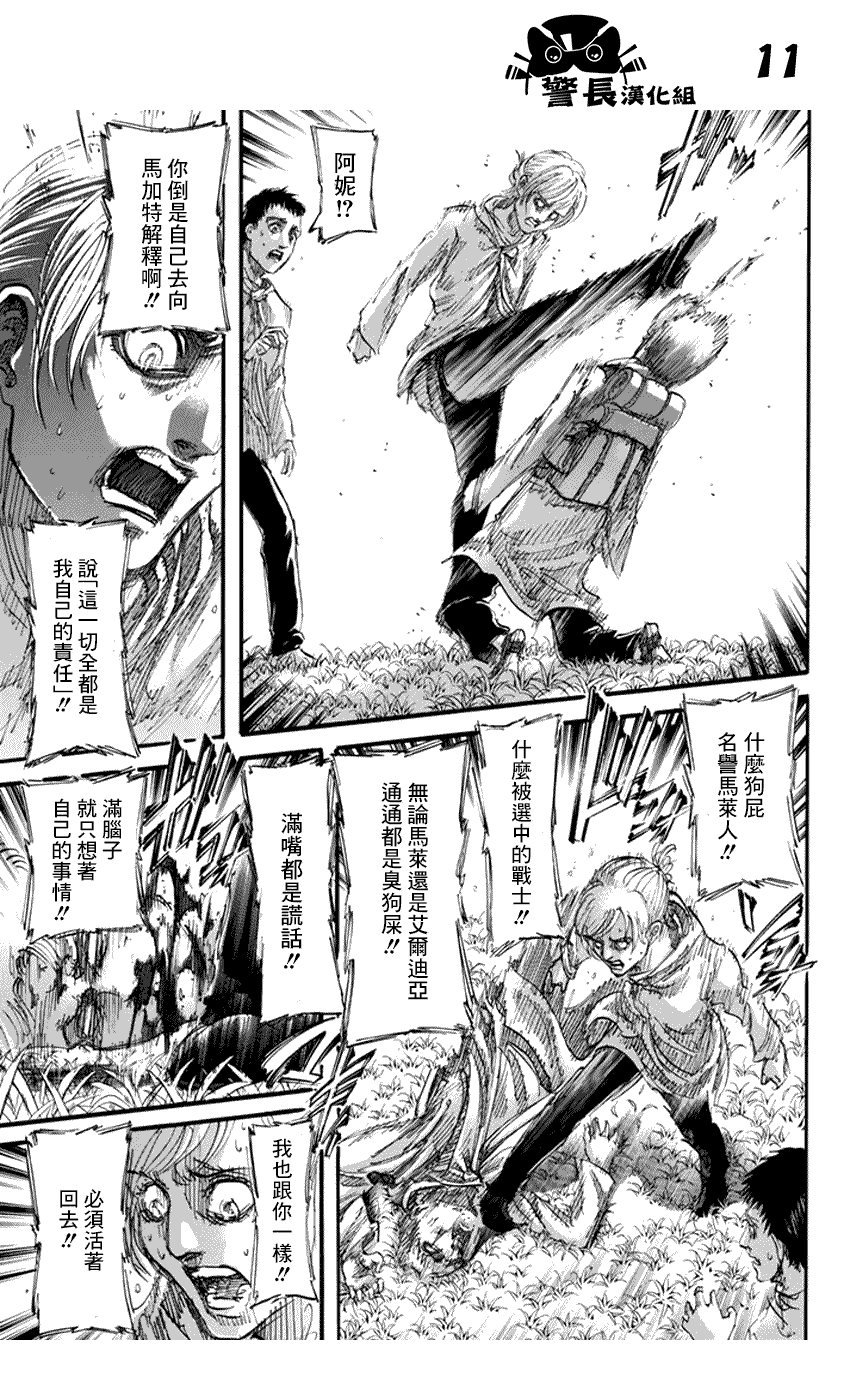 警長漢化組
11
阿妮!?
你倒是自己去向
馬加特解釋啊!!
說「這一切全都是
我自己的責任」!!
什麼狗屁
名譽馬萊人!!
什麼被選中的戰士!!
無論馬萊還是艾爾迪亞
通通都是臭狗屎!!
滿嘴都是謊話!!
滿腦子
就只想著
自己的事情!!
我也跟你一樣!!
必須活著
回去!!